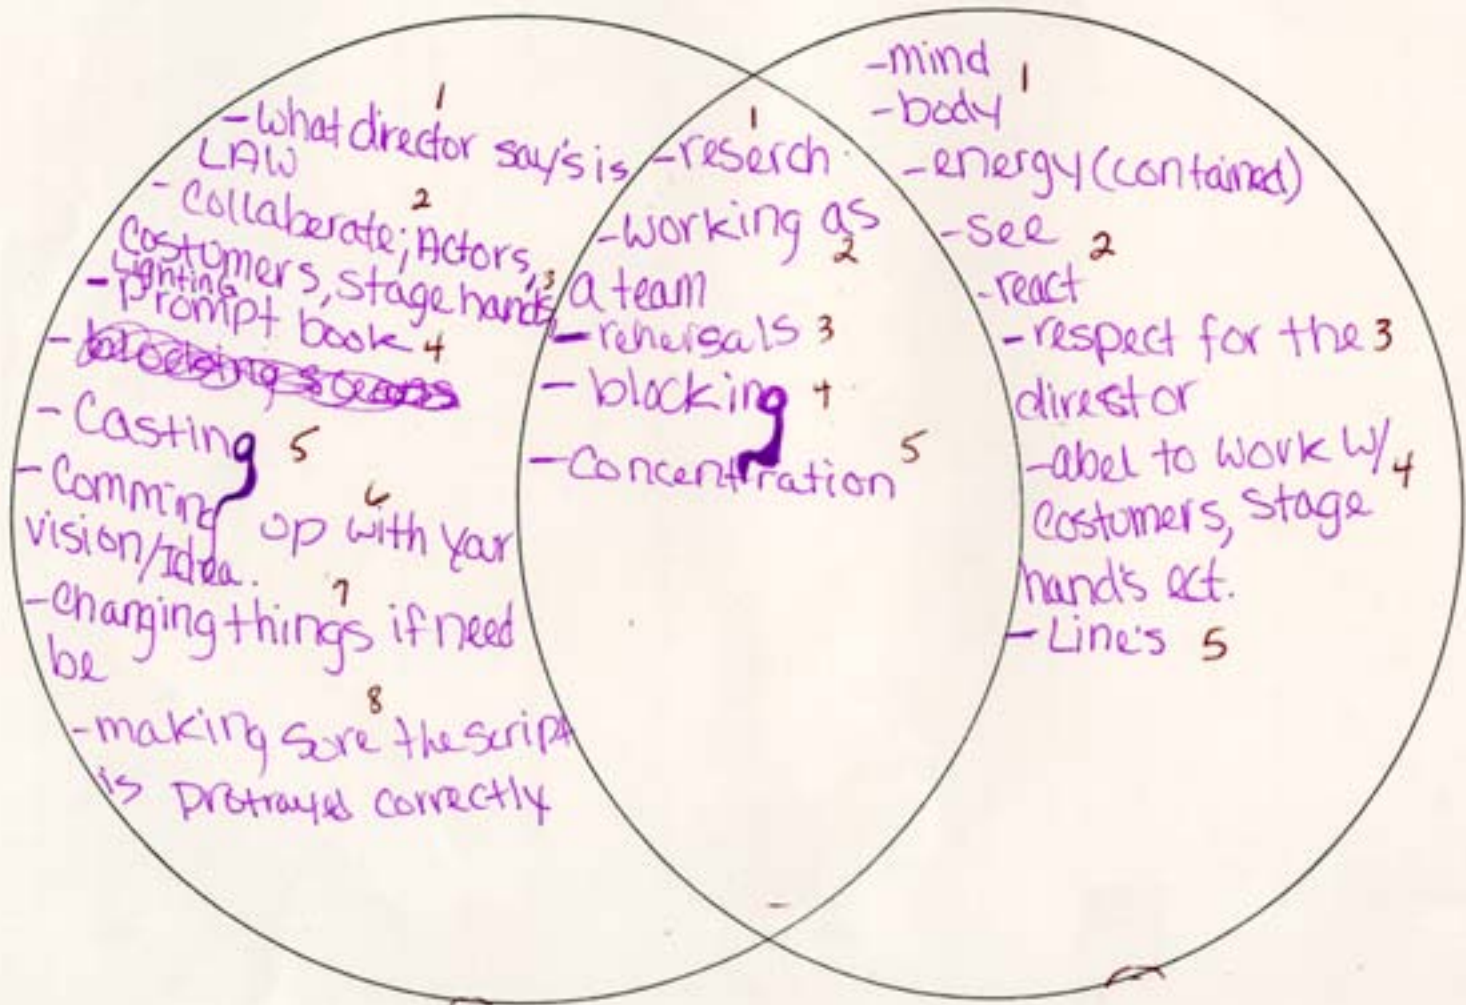 1
- what director say's is
LAW
2
- Collaberate; Actors,
Costumers, Stage hands, 3
Lighting
- Prompt book 4
- Casting 5
- Comming up with your 6
vision/Idea.
7
- changing things if need
be
8
- making sure the script
is protrayed correctly
1
- reserch
- working as
2
a team
- rehersals 3
- blocking 4
- Concentration 5
- mind 1
- body
- energy (contained)
- see 2
- react
- respect for the 3
direstor
- abel to work w/ 4
costumers, stage
hand's ect.
- Line's 5